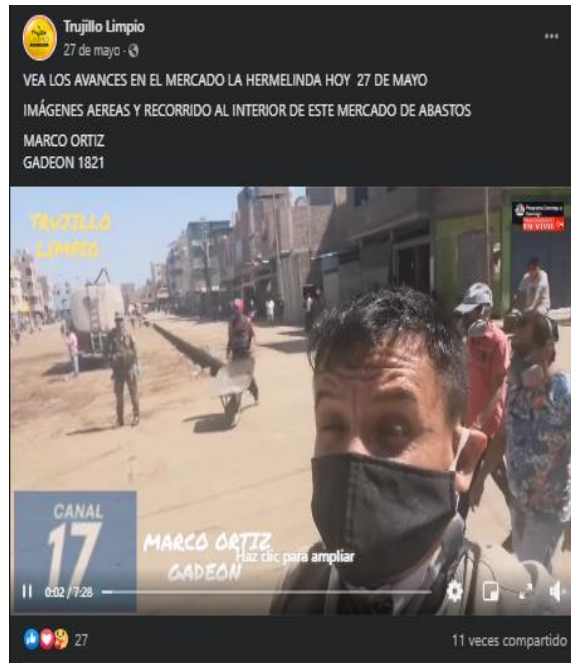 Trujillo Limpio
27 de mayo ·
VEA LOS AVANCES EN EL MERCADO LA HERMELINDA HOY 27 DE MAYO
IMÁGENES AEREAS Y RECORRIDO AL INTERIOR DE ESTE MERCADO DE ABASTOS
MARCO ORTIZ
GADEON 1821
TRUJILLO
LIMPIO
EN VIVO
CANAL
17
MARCO ORTIZ
GADEON
Haz clic para ampliar
0:02 / 7:28
27
11 veces compartido